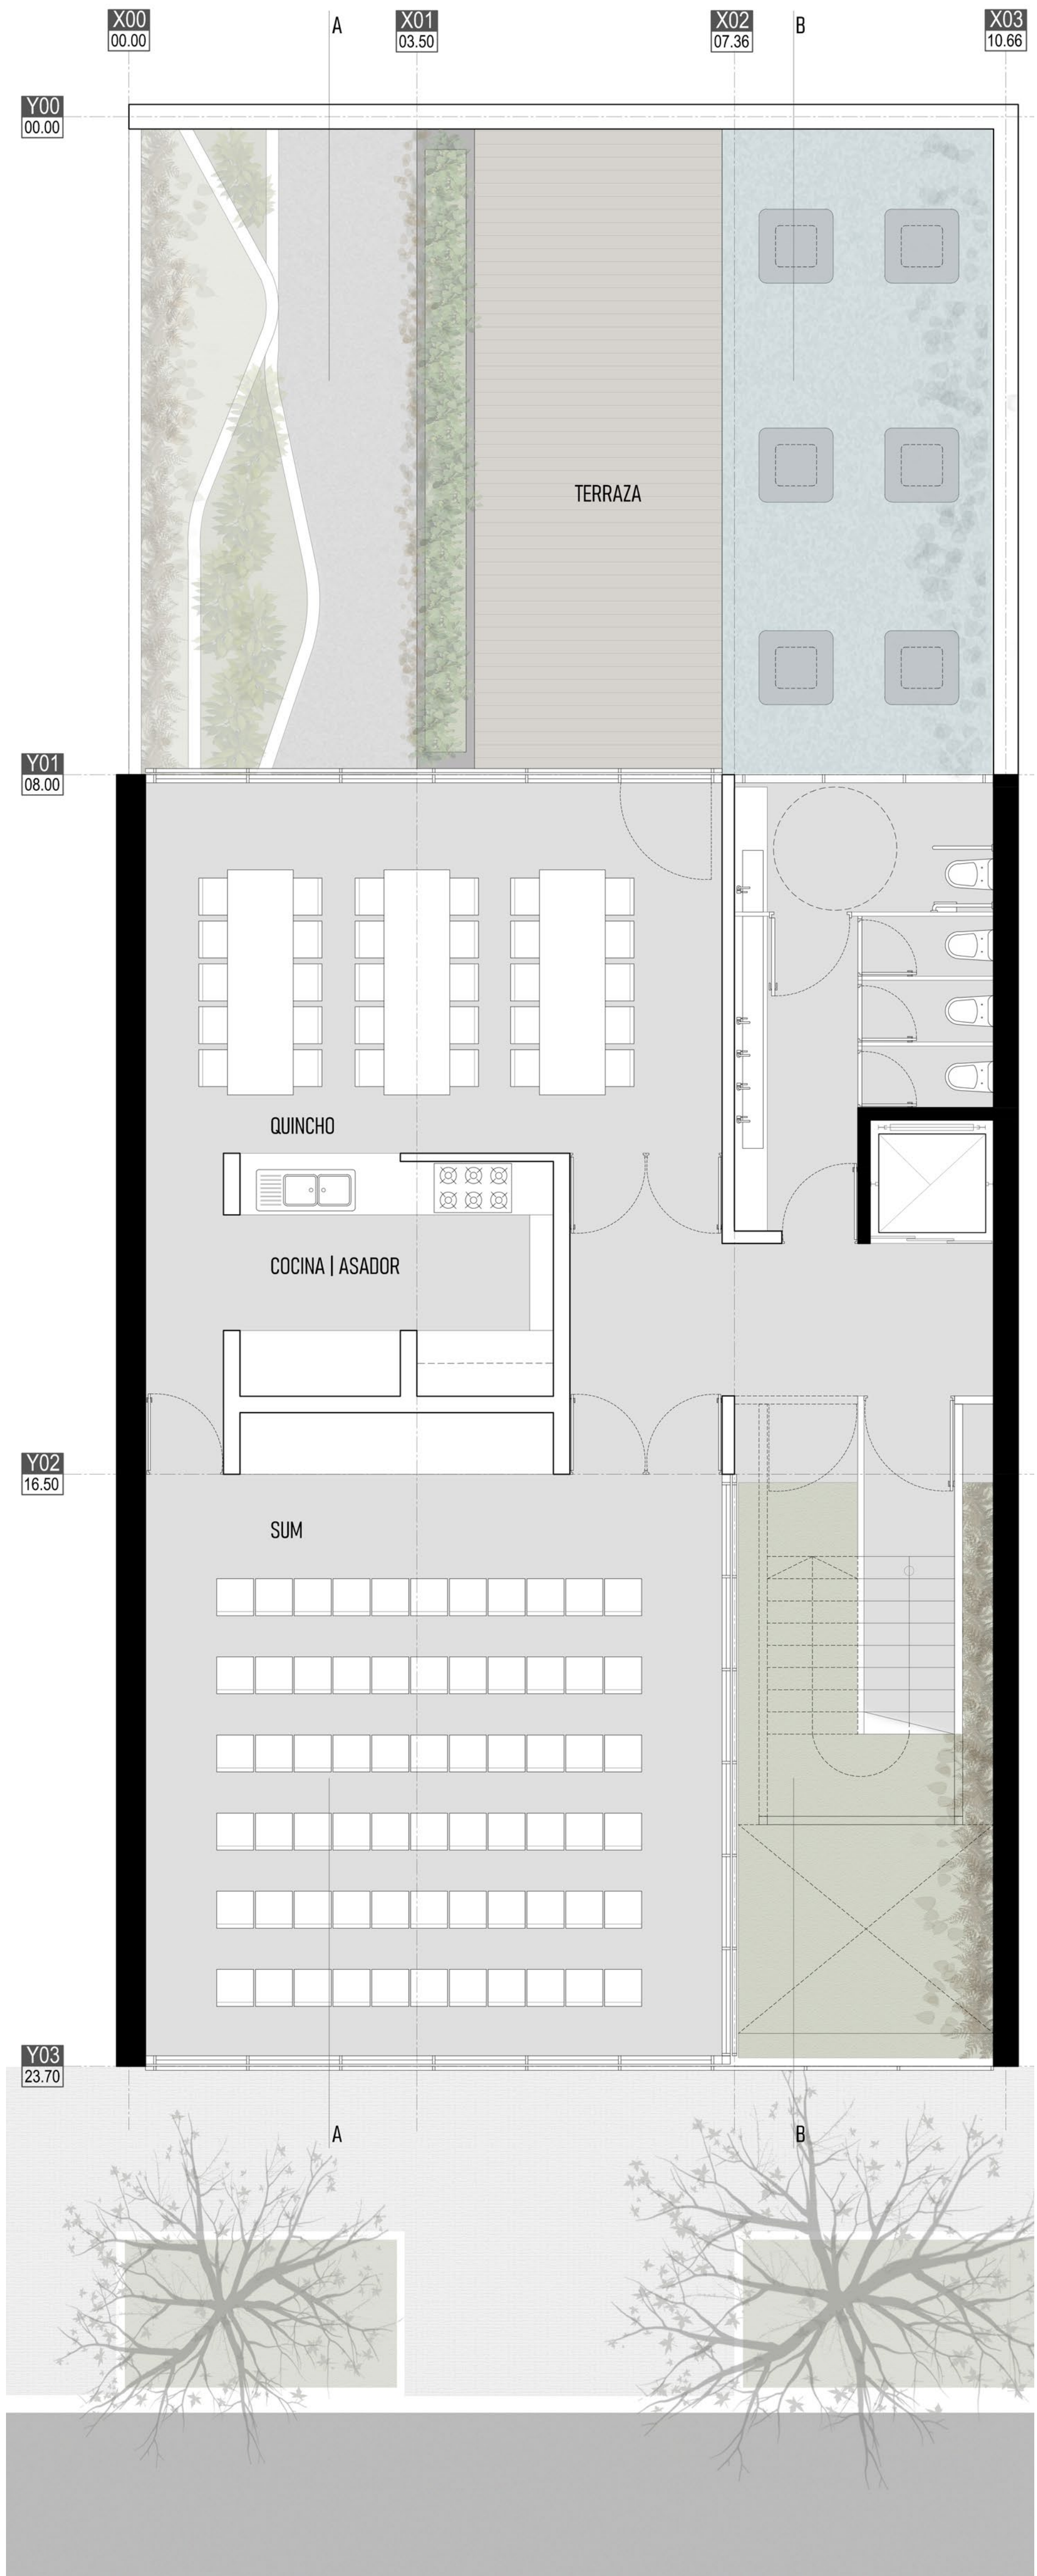 X00
00.00
A
X01
03.50
X02
07.36
B
X03
10.66
Y00
00.00
TERRAZA
Y01
08.00
QUINCHO
COCINA | ASADOR
Y02
16.50
SUM
Y03
23.70
A
B